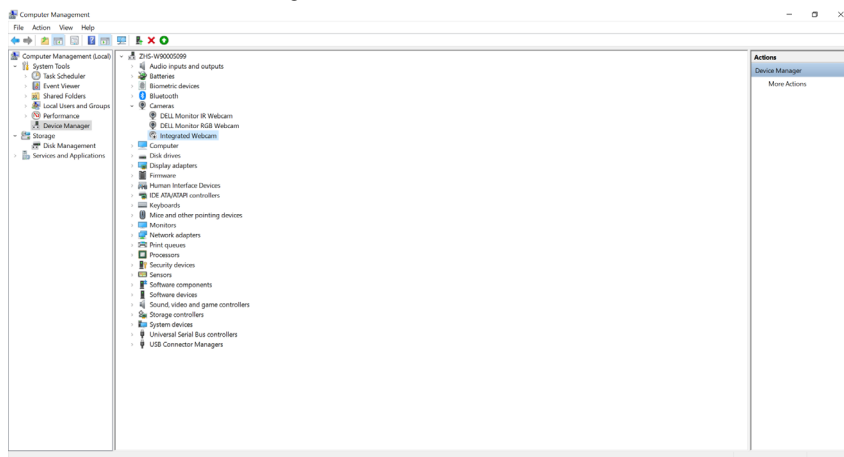 Computer Management
File Action View Help
Computer Management (Local)
System Tools
Task Scheduler
Event Viewer
Shared Folders
Local Users and Groups
Performance
Device Manager
Storage
Disk Management
Services and Applications
ZHS-W90005099
Audio inputs and outputs
Batteries
Biometric devices
Bluetooth
Cameras
DELL Monitor IR Webcam
DELL Monitor RGB Webcam
Integrated Webcam
Computer
Disk drives
Display adapters
Firmware
Human Interface Devices
IDE ATA/ATAPI controllers
Keyboards
Mice and other pointing devices
Monitors
Network adapters
Print queues
Processors
Security devices
Sensors
Software components
Software devices
Sound, video and game controllers
Storage controllers
System devices
Universal Serial Bus controllers
USB Connector Managers
Actions
Device Manager
More Actions